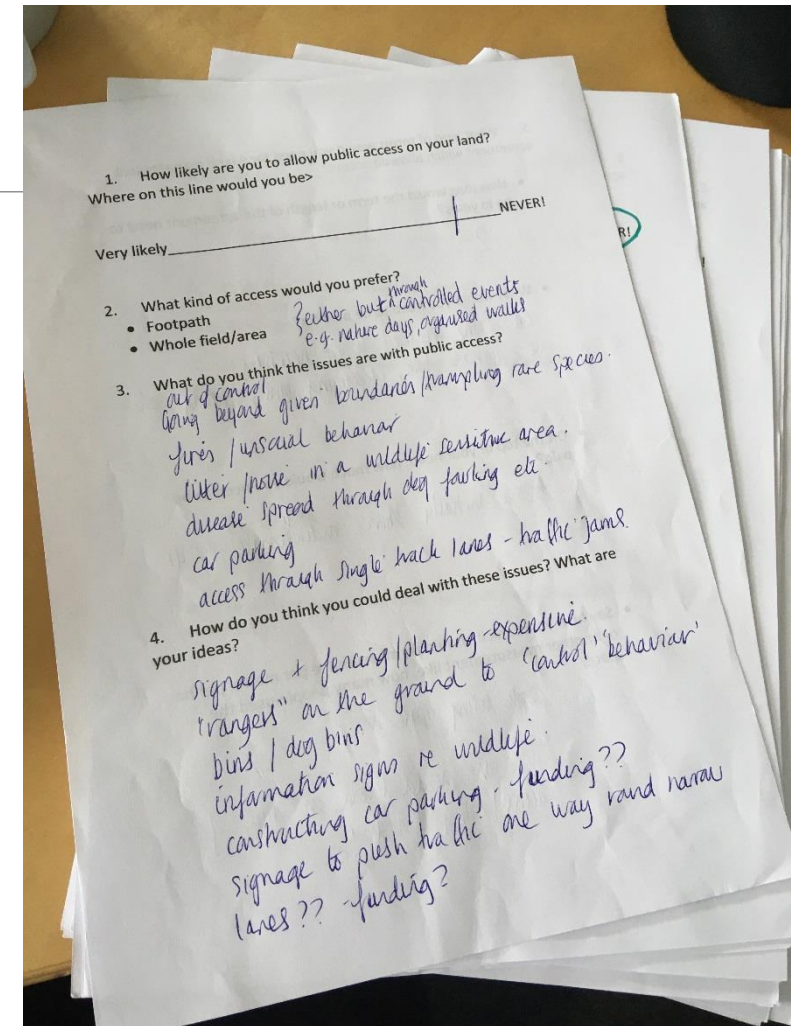 1. How likely are you to allow public access on your land?
Where on this line would you be>
Very likely NEVER!
2. What kind of access would you prefer?
• Footpath
• Whole field/area
{either but through controlled events
e.g. nature days, organised walks
3. What do you think the issues are with public access?
out of control
Going beyond given boundaries/trampling rare species.
fires / unsocial behaviar
litter / noise in a wildlife sensitive area.
disease spread through dog fowling etc.
car parking
access through single track lanes - traffic jams.
4. How do you think you could deal with these issues? What are
your ideas?
signage + fencing/planting - expensive.
"rangers" on the ground to 'control' 'behaviar'
bins / dog bins
information signs re wildlife.
constructing car parking - funding??
signage to push traffic one way round narrow
lanes?? - funding?
R!